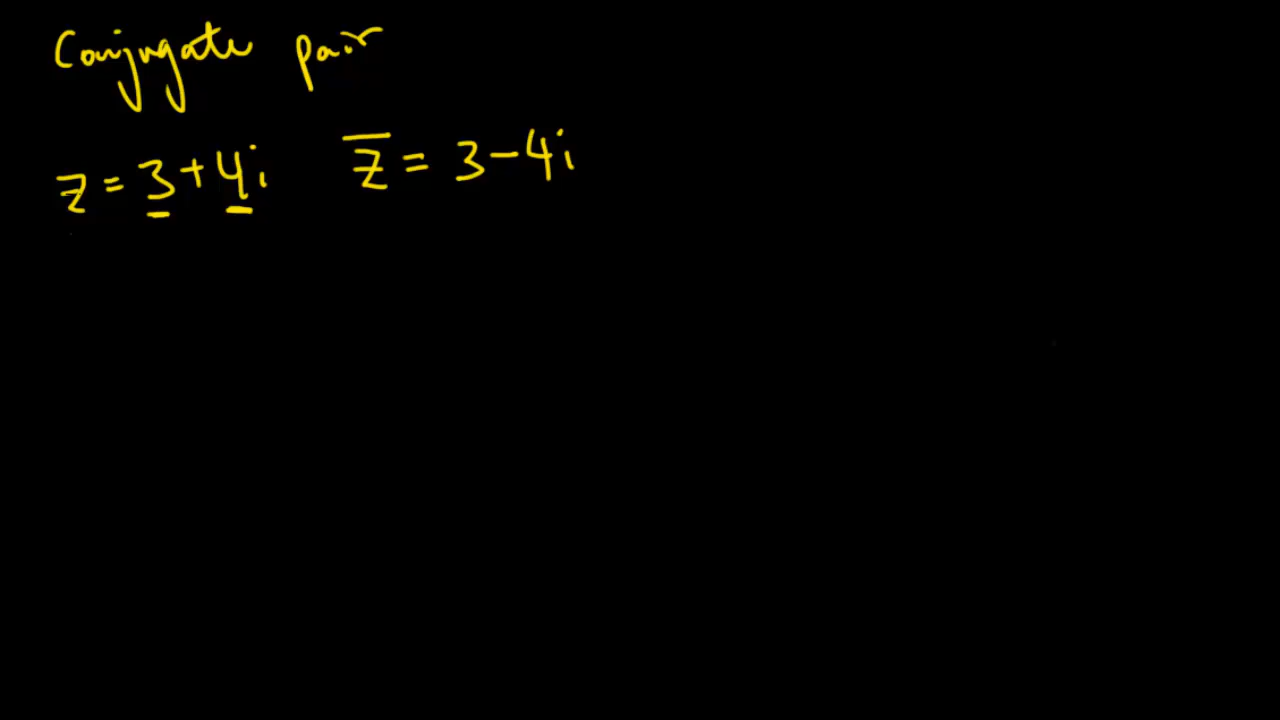 Conjugate pair
z = 3 + 4i   z̅ = 3 - 4i